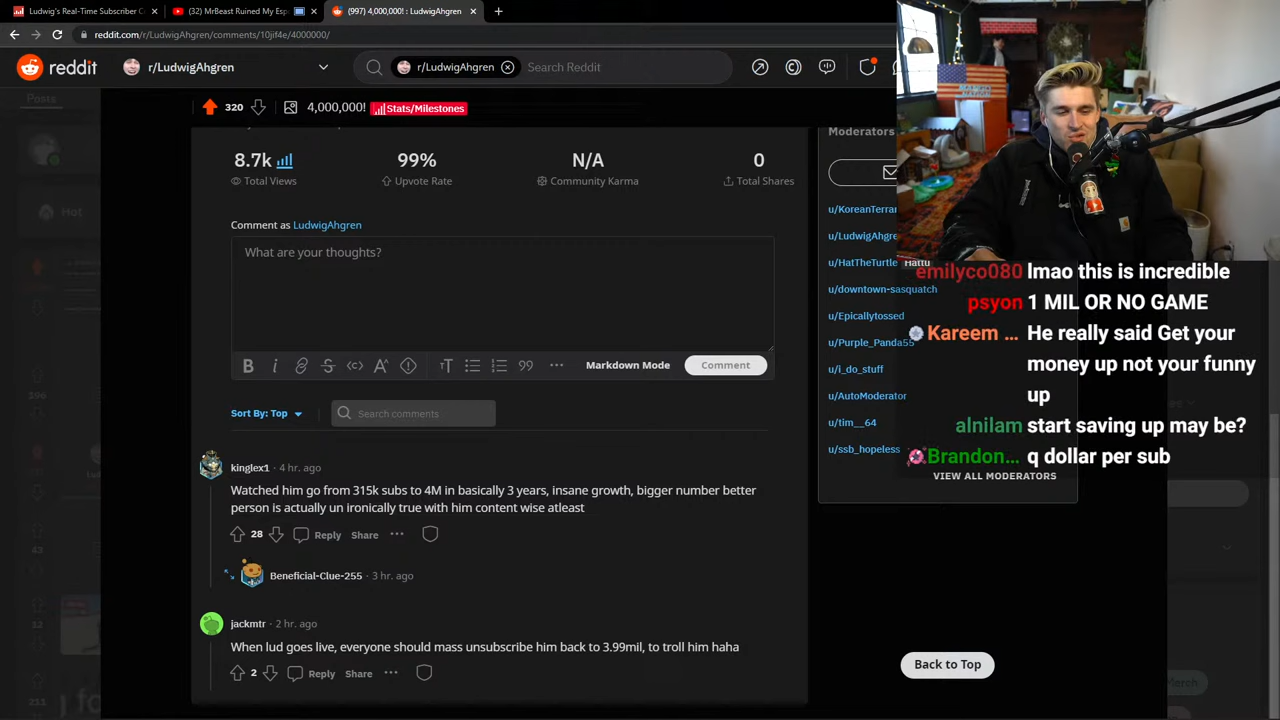 Ludwig's Real-Time Subscriber C
(32) MrBeast Ruined My Esp
(997) 4,000,000! : LudwigAhgren
reddit.com/r/LudwigAhgren/comments/10jif4q/4000000/
reddit
r/LudwigAhgren
r/LudwigAhgren
Search Reddit
Posts
320
4,000,000!
Stats/Milestones
Moderators
8.7k
99%
N/A
0
Total Views
Upvote Rate
Community Karma
Total Shares
Hot
u/KoreanTerran
Comment as LudwigAhgren
u/LudwigAhgre
What are your thoughts?
u/HatTheTurtle
Hattu
u/downtown-sasquatch
u/Epicallytossed
u/Purple_Panda55
B
i
Markdown Mode
Comment
u/i_do_stuff
u/AutoModerator
u/tim__64
u/ssb_hopeless
VIEW ALL MODERATORS
Sort By: Top
Search comments
emilyco080 lmao this is incredible
psyon 1 MIL OR NO GAME
Kareem ... He really said Get your
money up not your funny
up
alnilam start saving up may be?
Brandon... q dollar per sub
kinglex1 · 4 hr. ago
Watched him go from 315k subs to 4M in basically 3 years, insane growth, bigger number better
person is actually un ironically true with him content wise atleast
28
Reply
Share
Beneficial-Clue-255 · 3 hr. ago
jackmtr · 2 hr. ago
When lud goes live, everyone should mass unsubscribe him back to 3.99mil, to troll him haha
2
Reply
Share
Back to Top